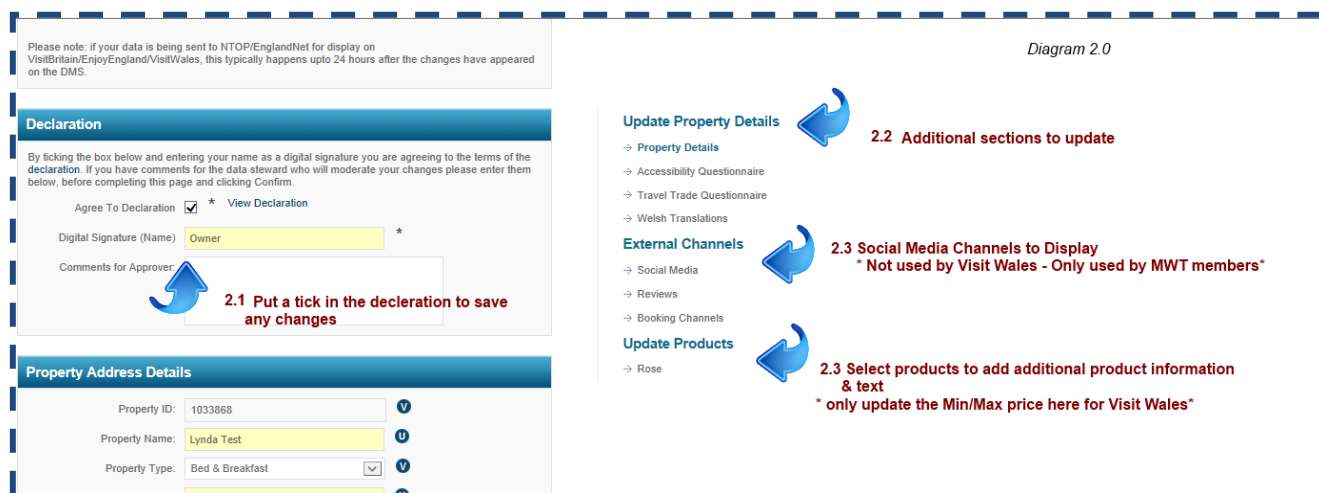 Please note: if your data is being sent to NTOP/EnglandNet for display on
VisitBritain/EnjoyEngland/VisitWales, this typically happens upto 24 hours after the changes have appeared
on the DMS.
Diagram 2.0
Declaration
By ticking the box below and entering your name as a digital signature you are agreeing to the terms of the
declaration. If you have comments for the data steward who will moderate your changes please enter them
below, before completing this page and clicking Confirm.
Agree To Declaration * View Declaration
Digital Signature (Name) Owner *
Comments for Approver:
2.1 Put a tick in the decleration to save
any changes
Property Address Details
Property ID: 1033868 V
Property Name: Lynda Test U
Property Type: Bed & Breakfast V
Update Property Details
2.2 Additional sections to update
→ Property Details
→ Accessibility Questionnaire
→ Travel Trade Questionnaire
→ Welsh Translations
External Channels
2.3 Social Media Channels to Display
* Not used by Visit Wales - Only used by MWT members*
→ Social Media
→ Reviews
→ Booking Channels
Update Products
→ Rose
2.3 Select products to add additional product information
& text
* only update the Min/Max price here for Visit Wales*